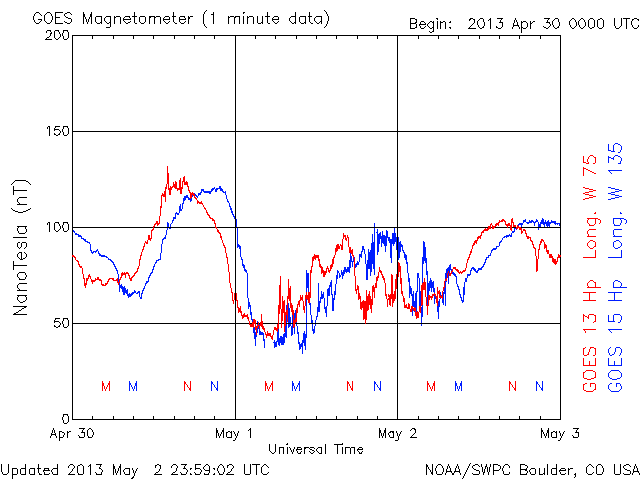 GOES Magnetometer (1 minute data)
Begin: 2013 Apr 30 0000 UTC
200
150
100
50
0
NanoTesla (nT)
M M N N M M N N M M N N
Apr 30 May 1 May 2 May 3
Universal Time
GOES 13 Hp Long. W 75
GOES 15 Hp Long. W 135
Updated 2013 May 2 23:59:02 UTC
NOAA/SWPC Boulder, CO USA